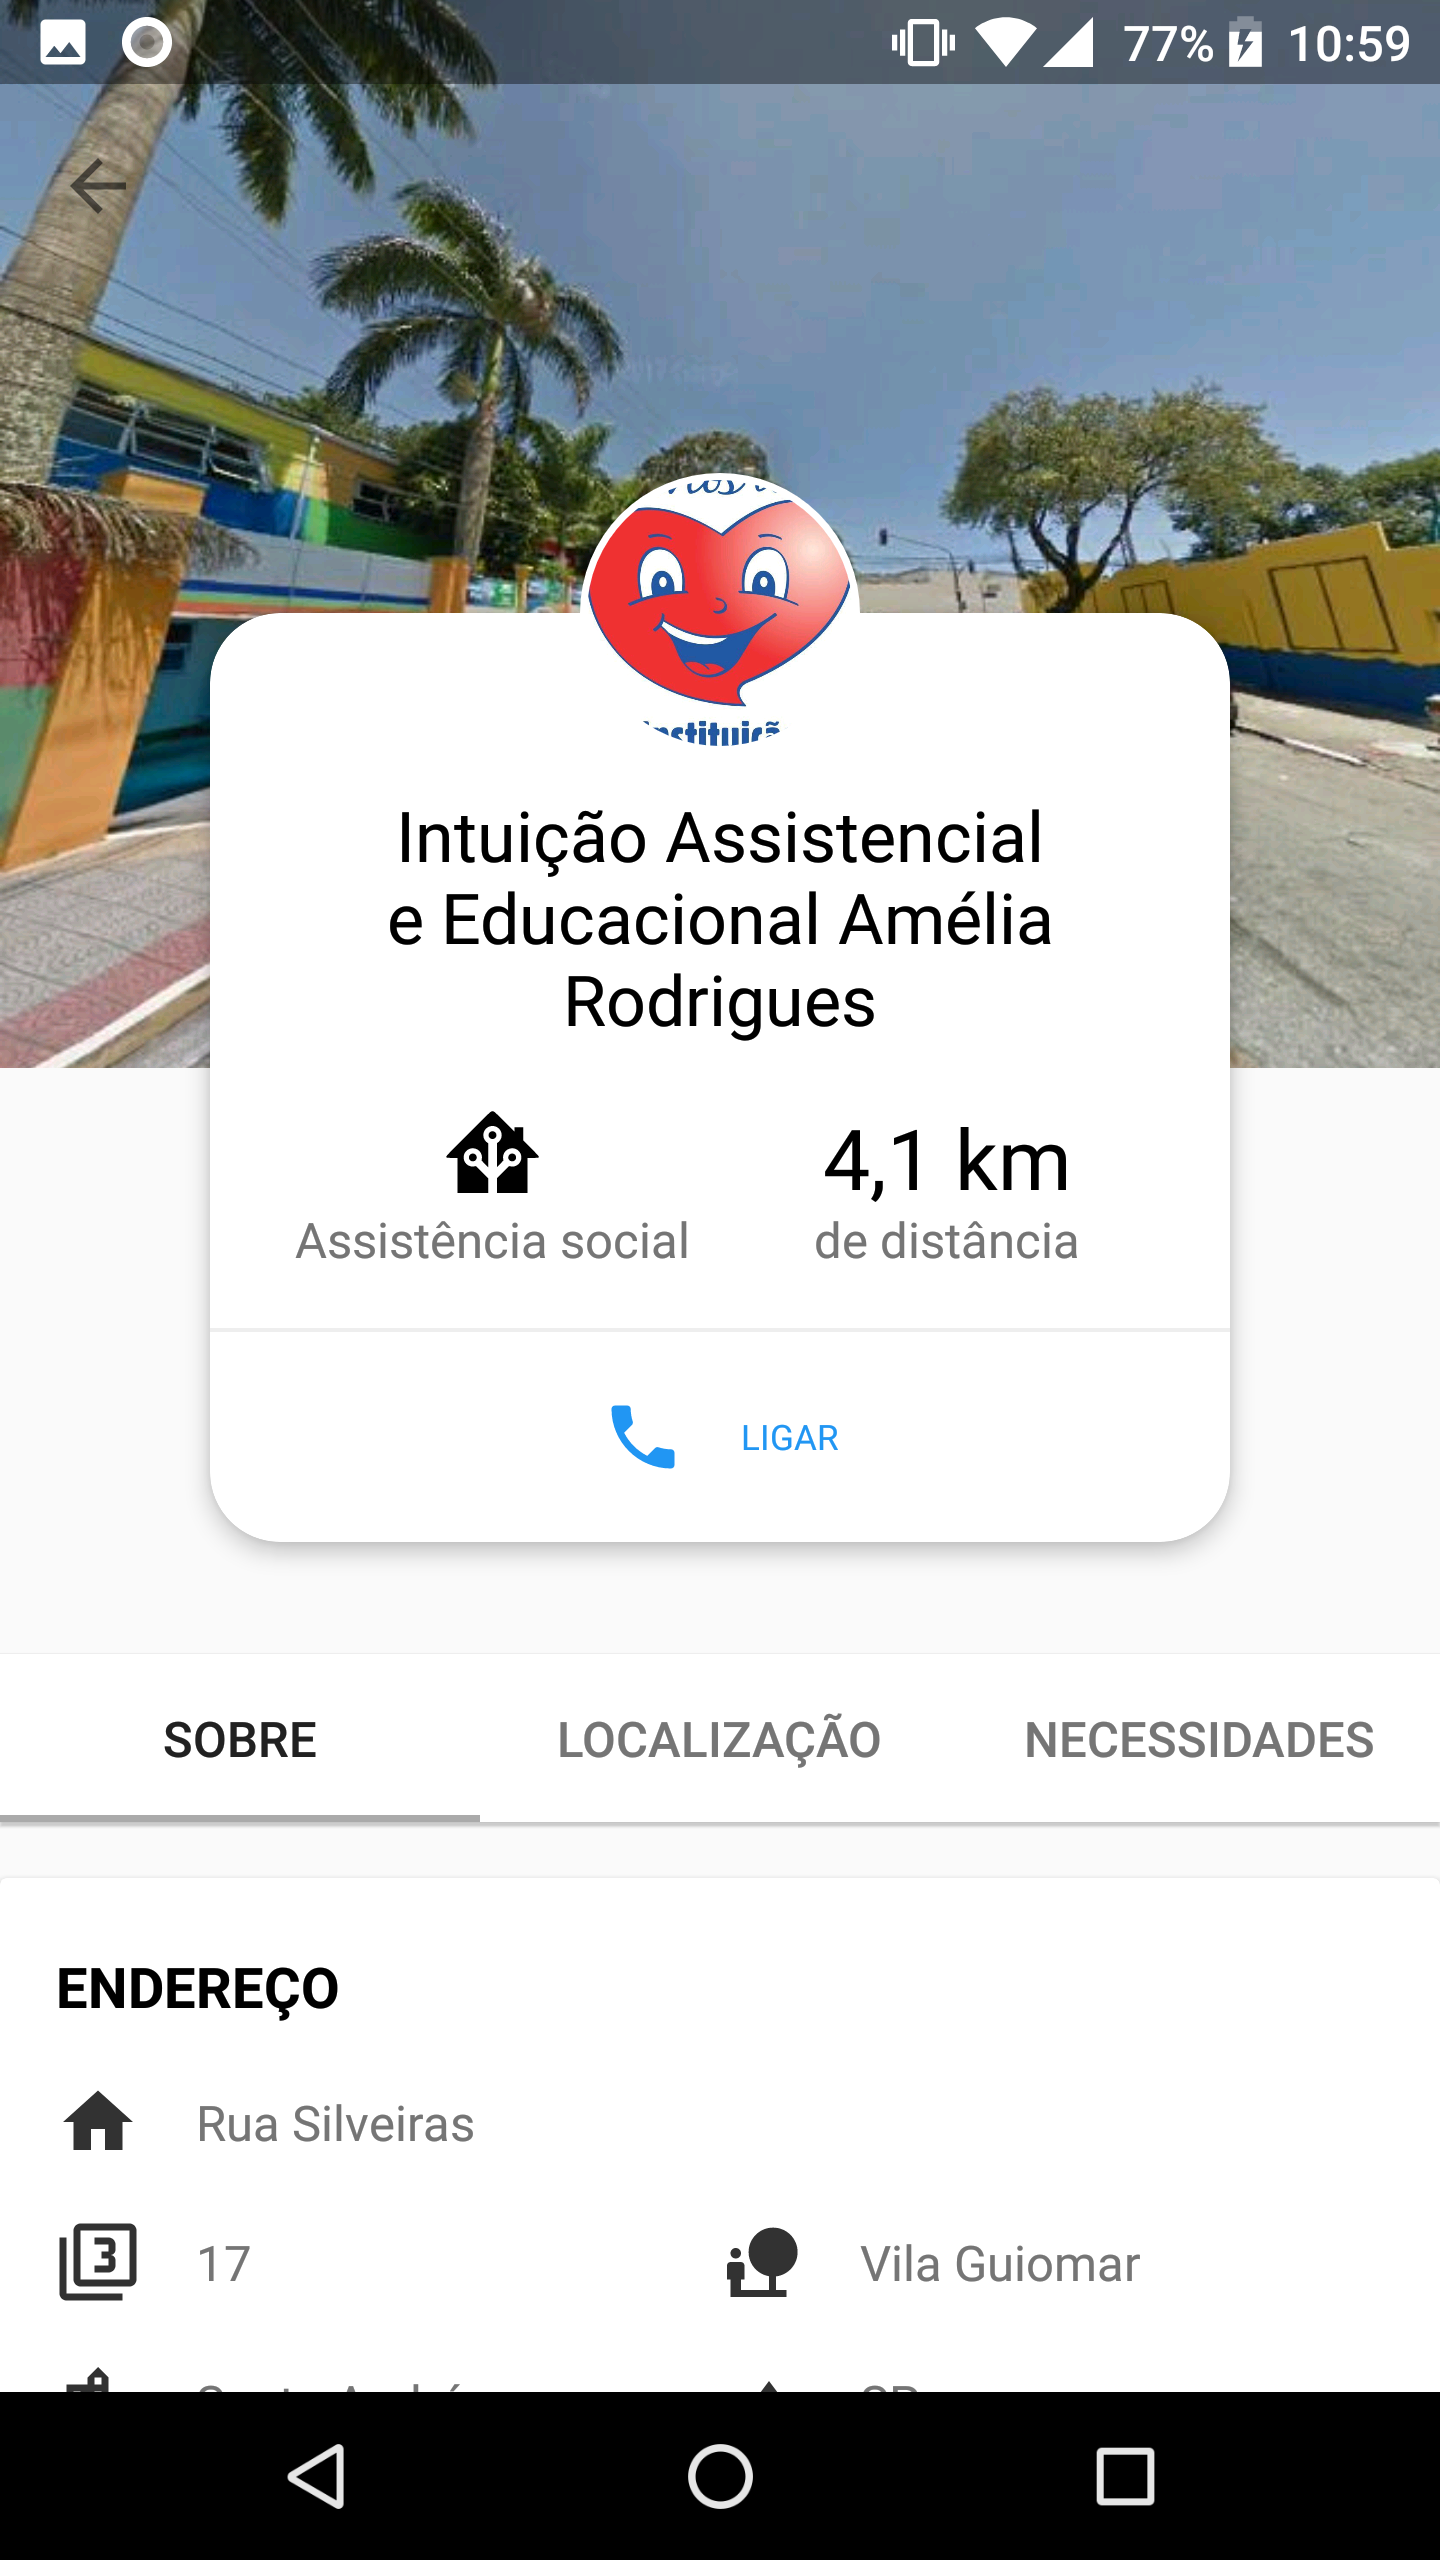 77% 10:59
Intuição Assistencial
e Educacional Amélia
Rodrigues
4,1 km
Assistência social
de distância
LIGAR
SOBRE
LOCALIZAÇÃO
NECESSIDADES
ENDEREÇO
Rua Silveiras
3
17
Vila Guiomar